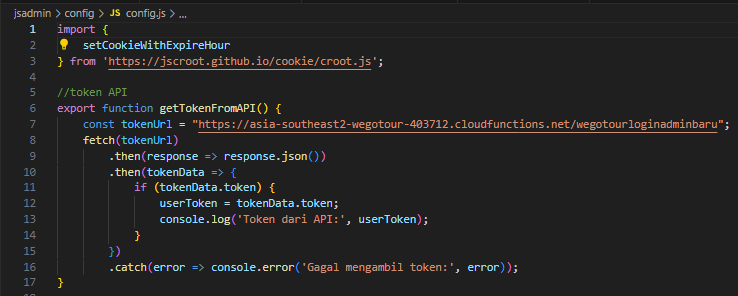 jsadmin > config > JS config.js > ...
1 import {
2 setCookieWithExpireHour
3 } from 'https://jscroot.github.io/cookie/croot.js';
4
5 //token API
6 export function getTokenFromAPI() {
7 const tokenUrl = "https://asia-southeast2-wegotour-403712.cloudfunctions.net/wegotourloginadminbaru";
8 fetch(tokenUrl)
9 .then(response => response.json())
10 .then(tokenData => {
11 if (tokenData.token) {
12 userToken = tokenData.token;
13 console.log('Token dari API:', userToken);
14 }
15 })
16 .catch(error => console.error('Gagal mengambil token:', error));
17 }